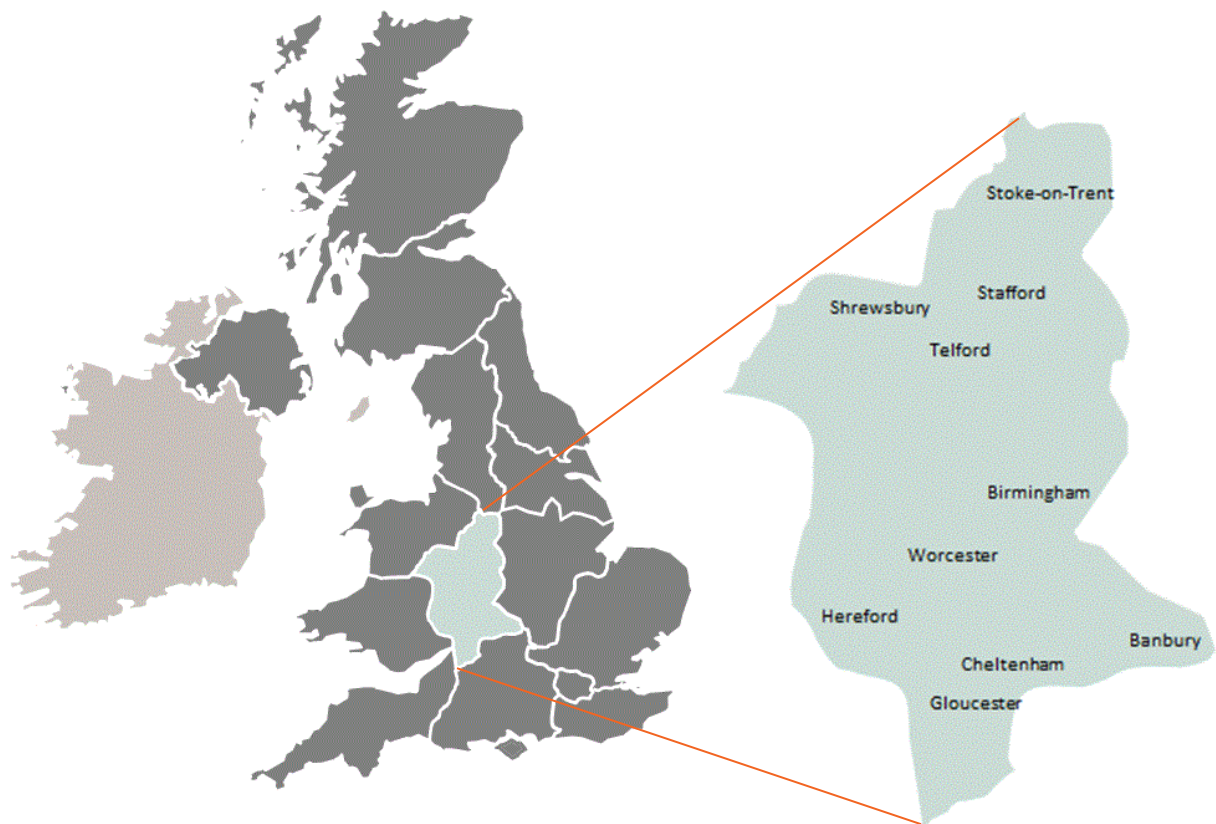 Stoke-on-Trent
Stafford
Shrewsbury
Telford
Birmingham
Worcester
Hereford
Banbury
Cheltenham
Gloucester